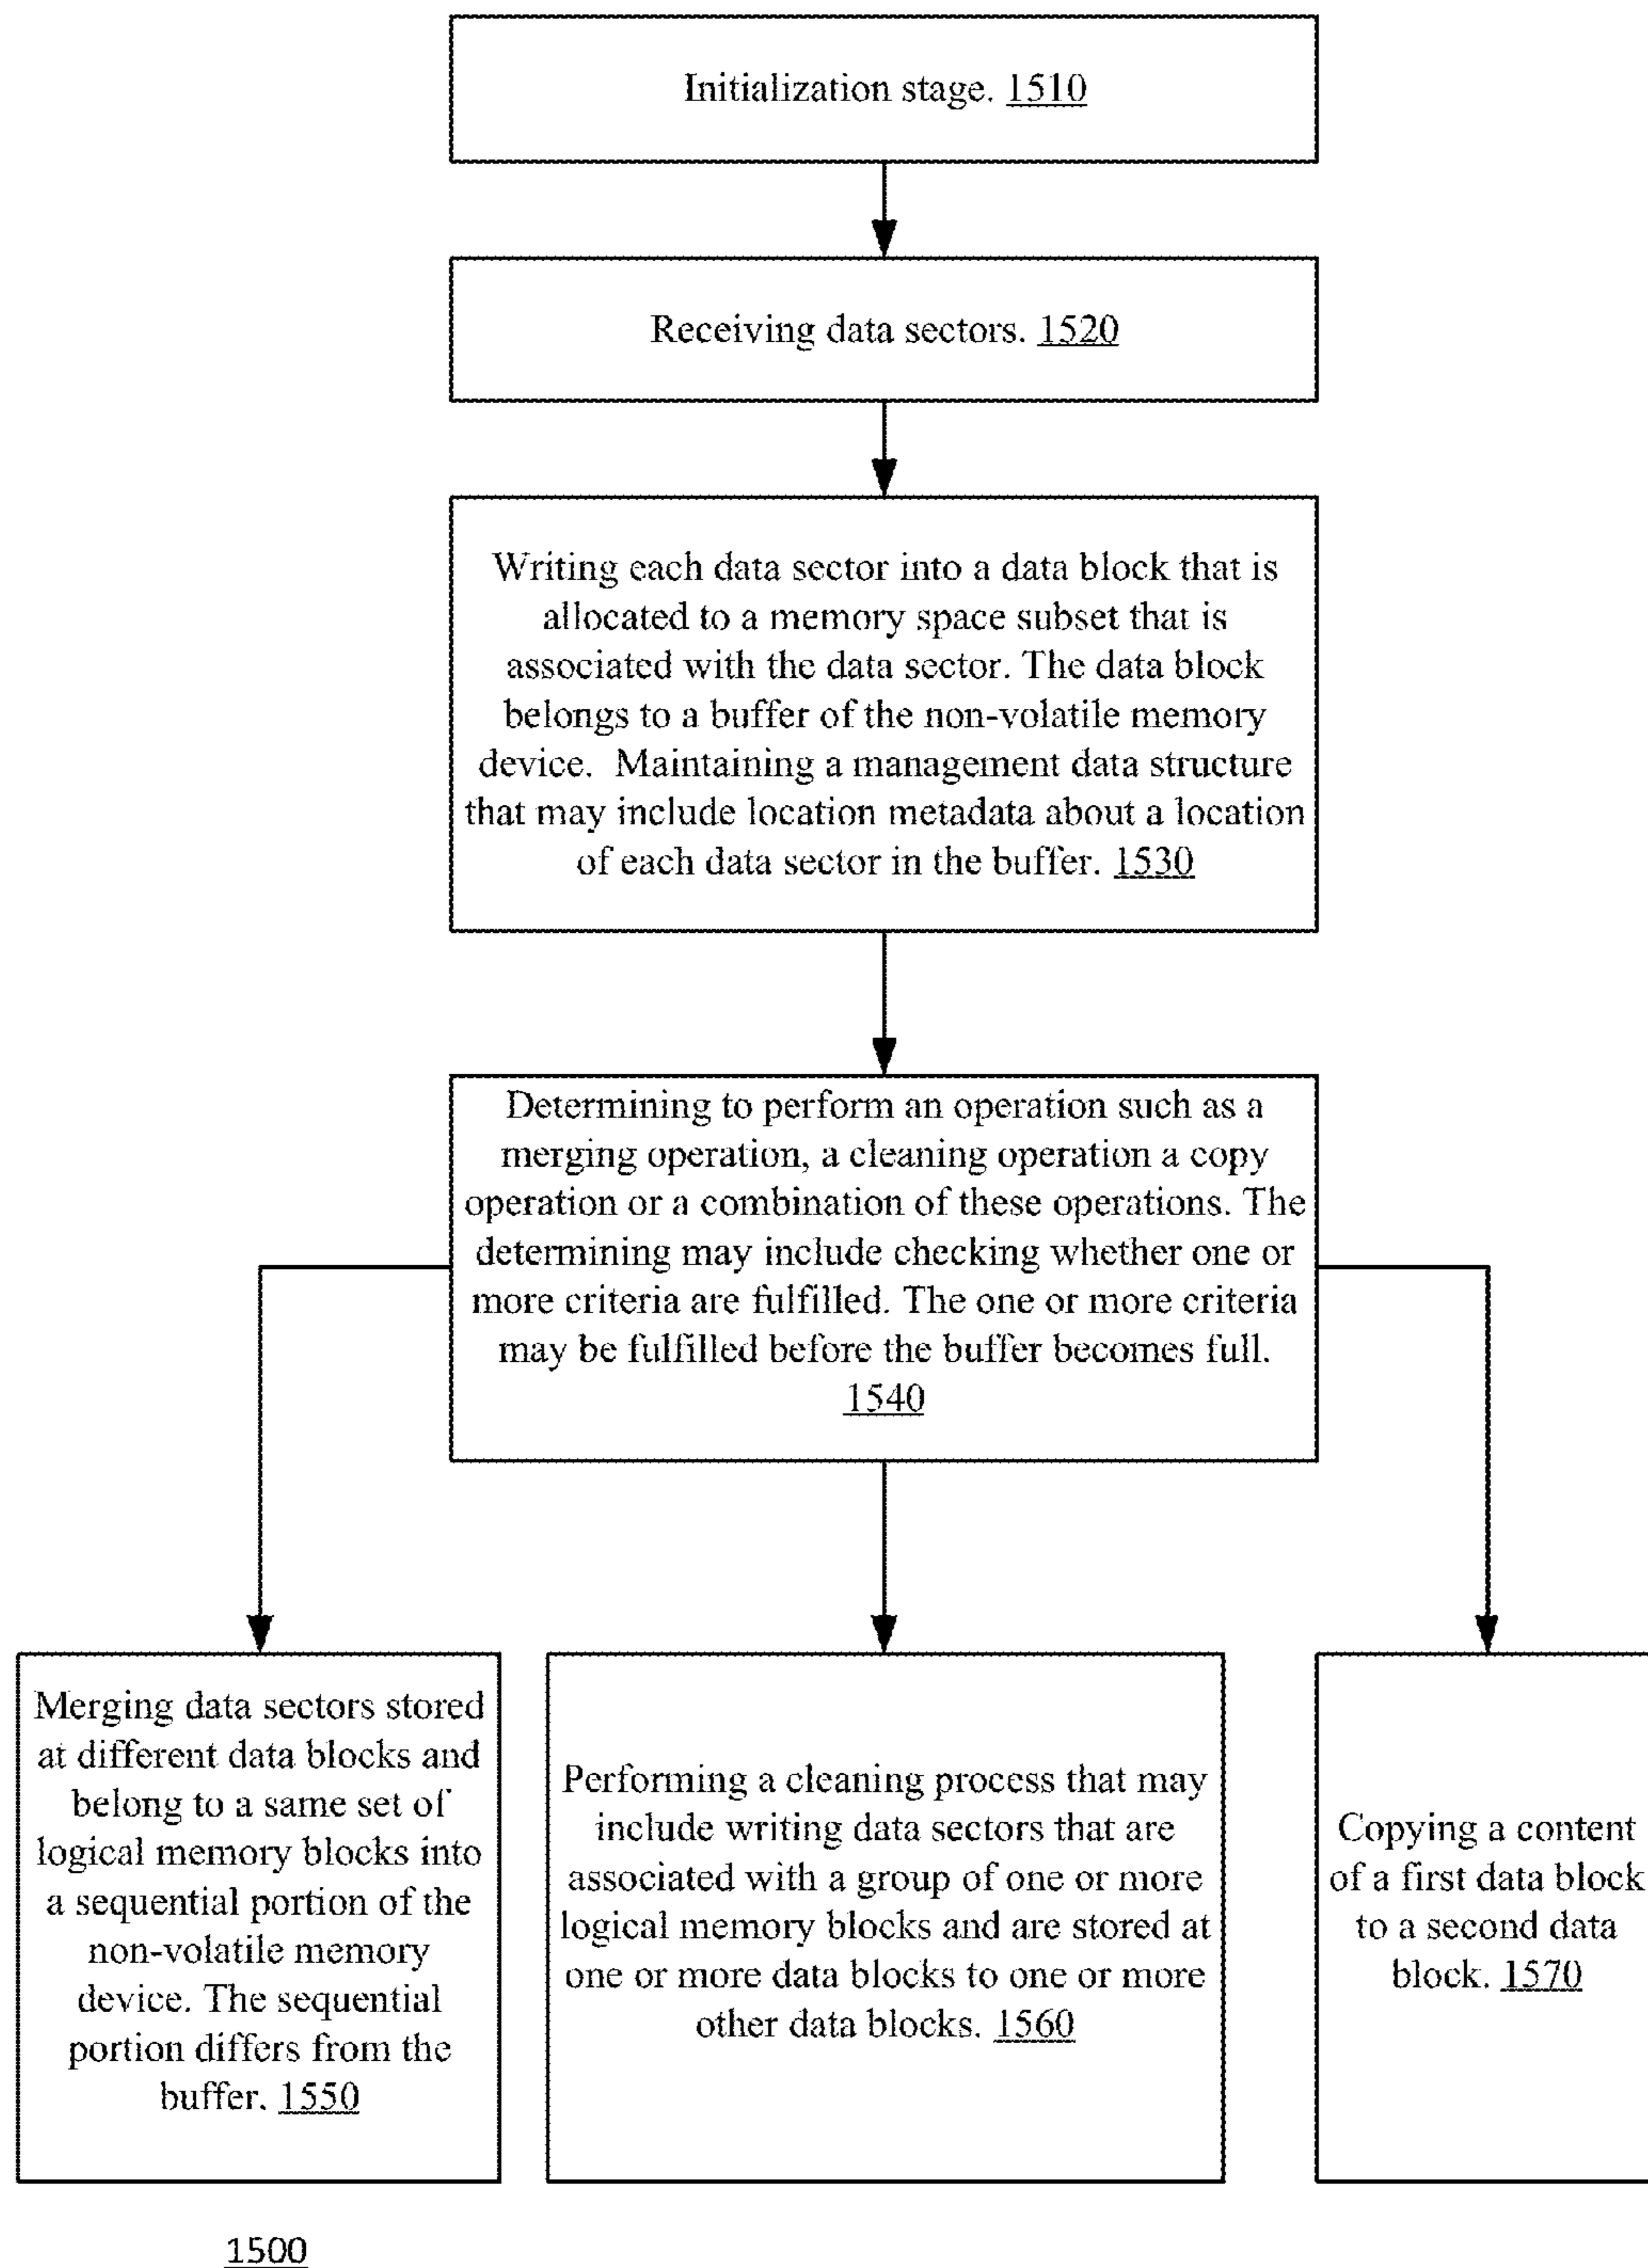 Initialization stage. 1510
Receiving data sectors. 1520
Writing each data sector into a data block that is
allocated to a memory space subset that is
associated with the data sector. The data block
belongs to a buffer of the non-volatile memory
device.  Maintaining a management data structure
that may include location metadata about a location
of each data sector in the buffer. 1530
Determining to perform an operation such as a
merging operation, a cleaning operation a copy
operation or a combination of these operations. The
determining may include checking whether one or
more criteria are fulfilled. The one or more criteria
may be fulfilled before the buffer becomes full.
1540
Merging data sectors stored
at different data blocks and
belong to a same set of
logical memory blocks into
a sequential portion of the
non-volatile memory
device. The sequential
portion differs from the
buffer. 1550
Performing a cleaning process that may
include writing data sectors that are
associated with a group of one or more
logical memory blocks and are stored at
one or more data blocks to one or more
other data blocks. 1560
Copying a content
of a first data block
to a second data
block. 1570
1500